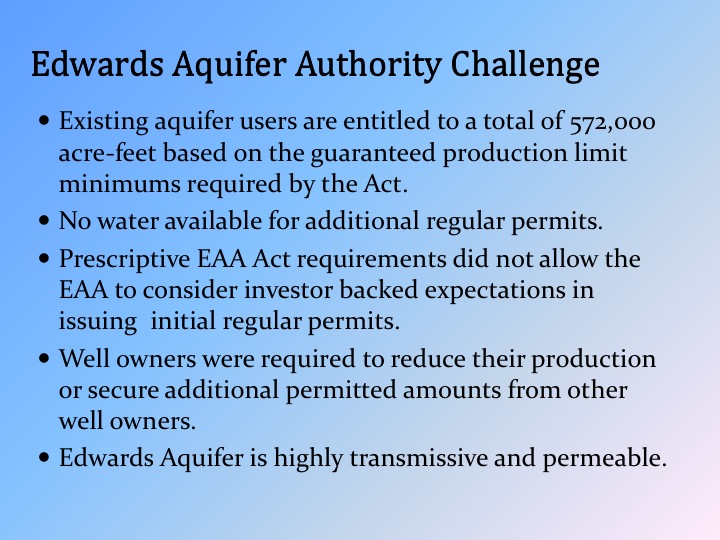 Edwards Aquifer Authority Challenge
• Existing aquifer users are entitled to a total of 572,000
acre-feet based on the guaranteed production limit
minimums required by the Act.
• No water available for additional regular permits.
• Prescriptive EAA Act requirements did not allow the
EAA to consider investor backed expectations in
issuing  initial regular permits.
• Well owners were required to reduce their production
or secure additional permitted amounts from other
well owners.
• Edwards Aquifer is highly transmissive and permeable.